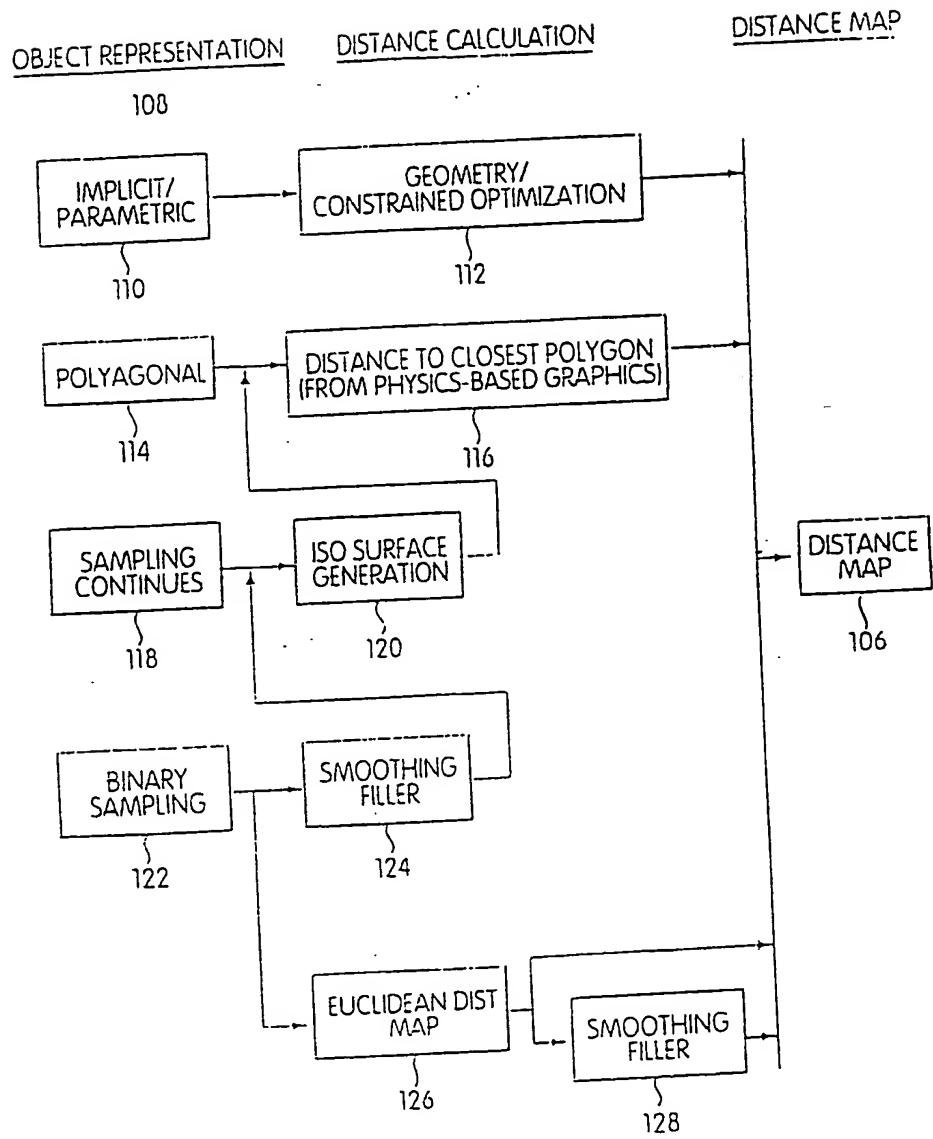 OBJECT REPRESENTATION
DISTANCE CALCULATION
DISTANCE MAP
108
IMPLICIT/
PARAMETRIC
110
GEOMETRY/
CONSTRAINED OPTIMIZATION
112
POLYAGONAL
114
DISTANCE TO CLOSEST POLYGON
(FROM PHYSICS-BASED GRAPHICS)
116
SAMPLING
CONTINUES
118
ISO SURFACE
GENERATION
120
DISTANCE
MAP
106
BINARY
SAMPLING
122
SMOOTHING
FILLER
124
EUCLIDEAN DIST
MAP
126
SMOOTHING
FILLER
128